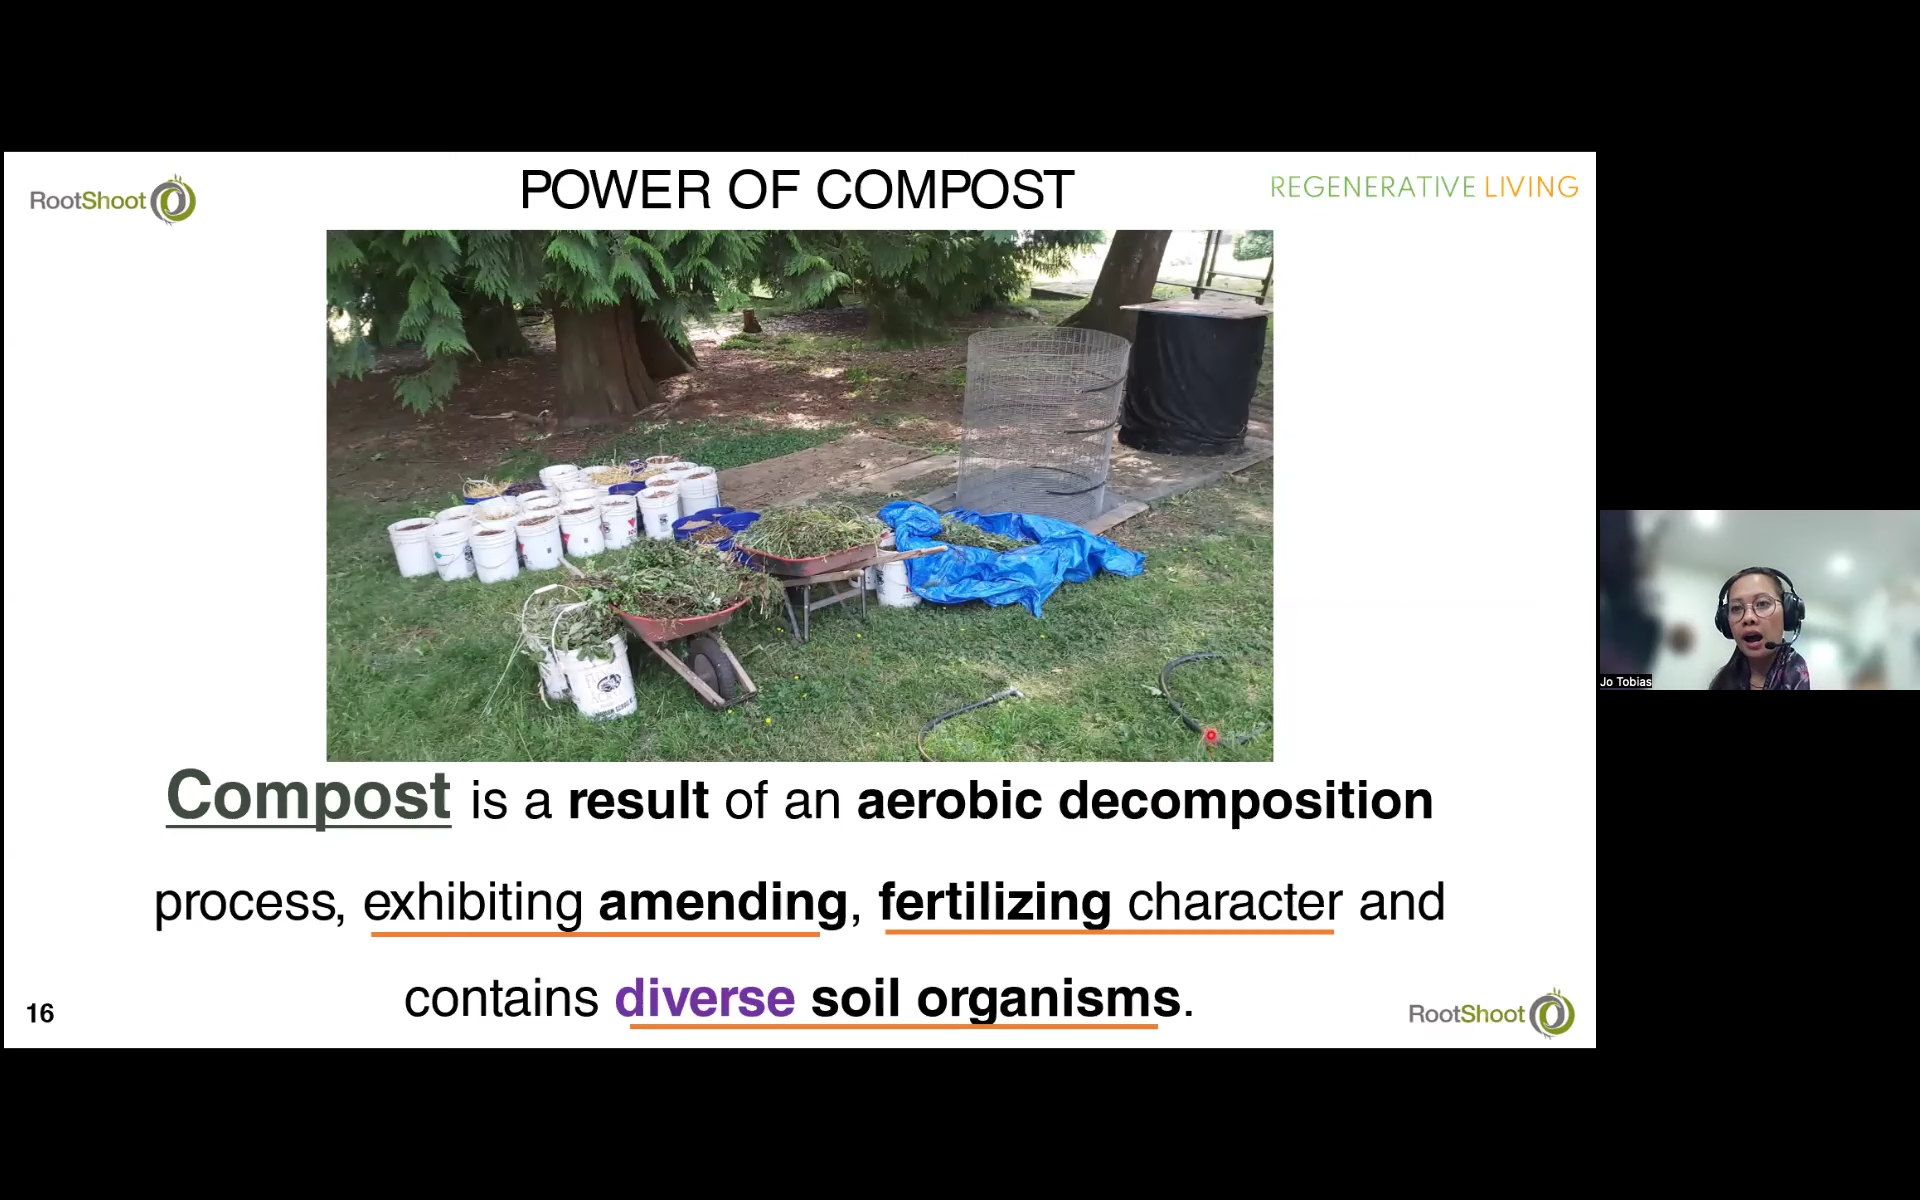 RootShoot
POWER OF COMPOST
REGENERATIVE LIVING
Compost is a result of an aerobic decomposition
process, exhibiting amending, fertilizing character and
contains diverse soil organisms.
16
RootShoot
Jo Tobias